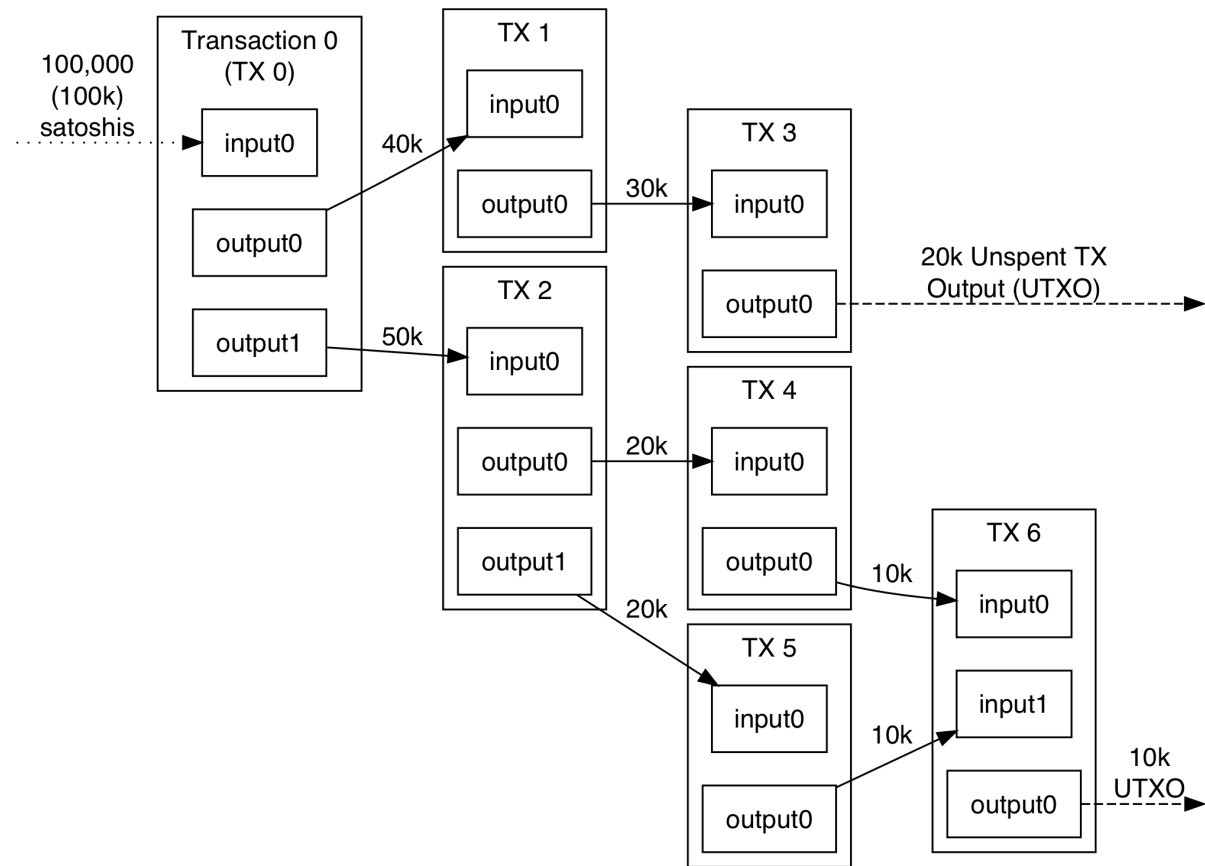 100,000
(100k)
satoshis
Transaction 0
(TX 0)
input0
output0
output1
40k
50k
TX 1
input0
output0
30k
TX 2
input0
output0
output1
20k
20k
TX 3
input0
output0
20k Unspent TX
Output (UTXO)
TX 4
input0
output0
10k
TX 5
input0
output0
10k
TX 6
input0
input1
output0
10k
UTXO